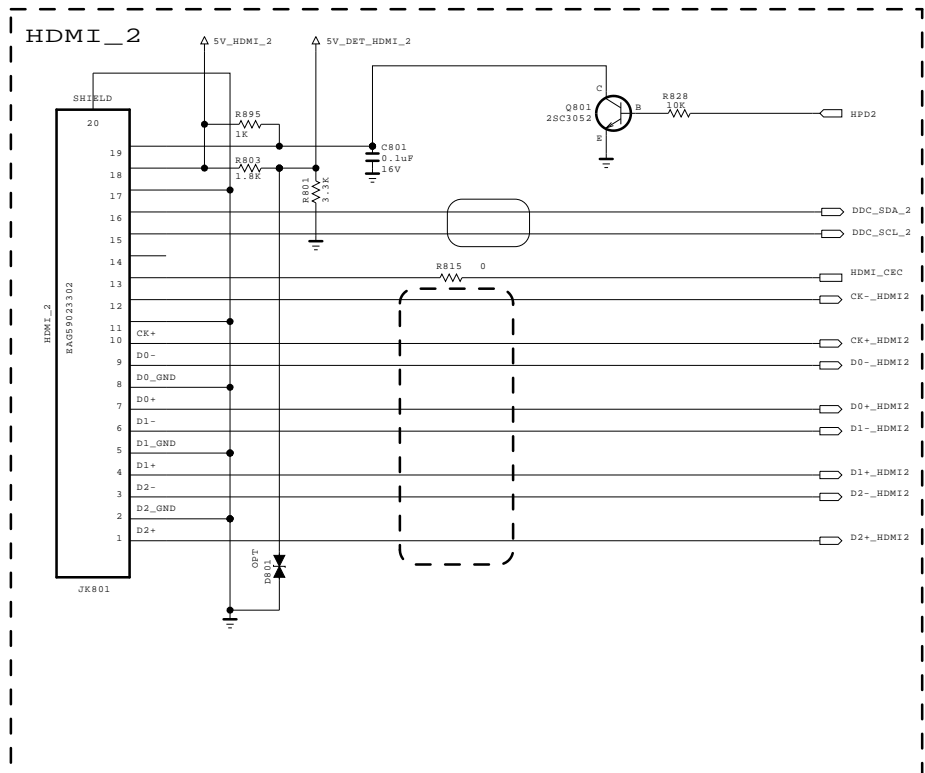 HDMI_2
5V_HDMI_2
5V_DET_HDMI_2
SHIELD
20
R895
1K
C
Q801
2SC3052
B
E
R828
10K
HPD2
19
C801
0.1uF
16V
18
R803
1.8K
R801
3.3K
17
16
DDC_SDA_2
15
DDC_SCL_2
14
13
R815 0
HDMI_CEC
12
CK-_HDMI2
11
10
CK+
CK+_HDMI2
9
D0-
D0-_HDMI2
8
D0_GND
7
D0+
D0+_HDMI2
6
D1-
D1-_HDMI2
5
D1_GND
4
D1+
D1+_HDMI2
3
D2-
D2-_HDMI2
2
D2_GND
1
D2+
D2+_HDMI2
HDMI_2
EAG59023302
OPT
D801
JK801